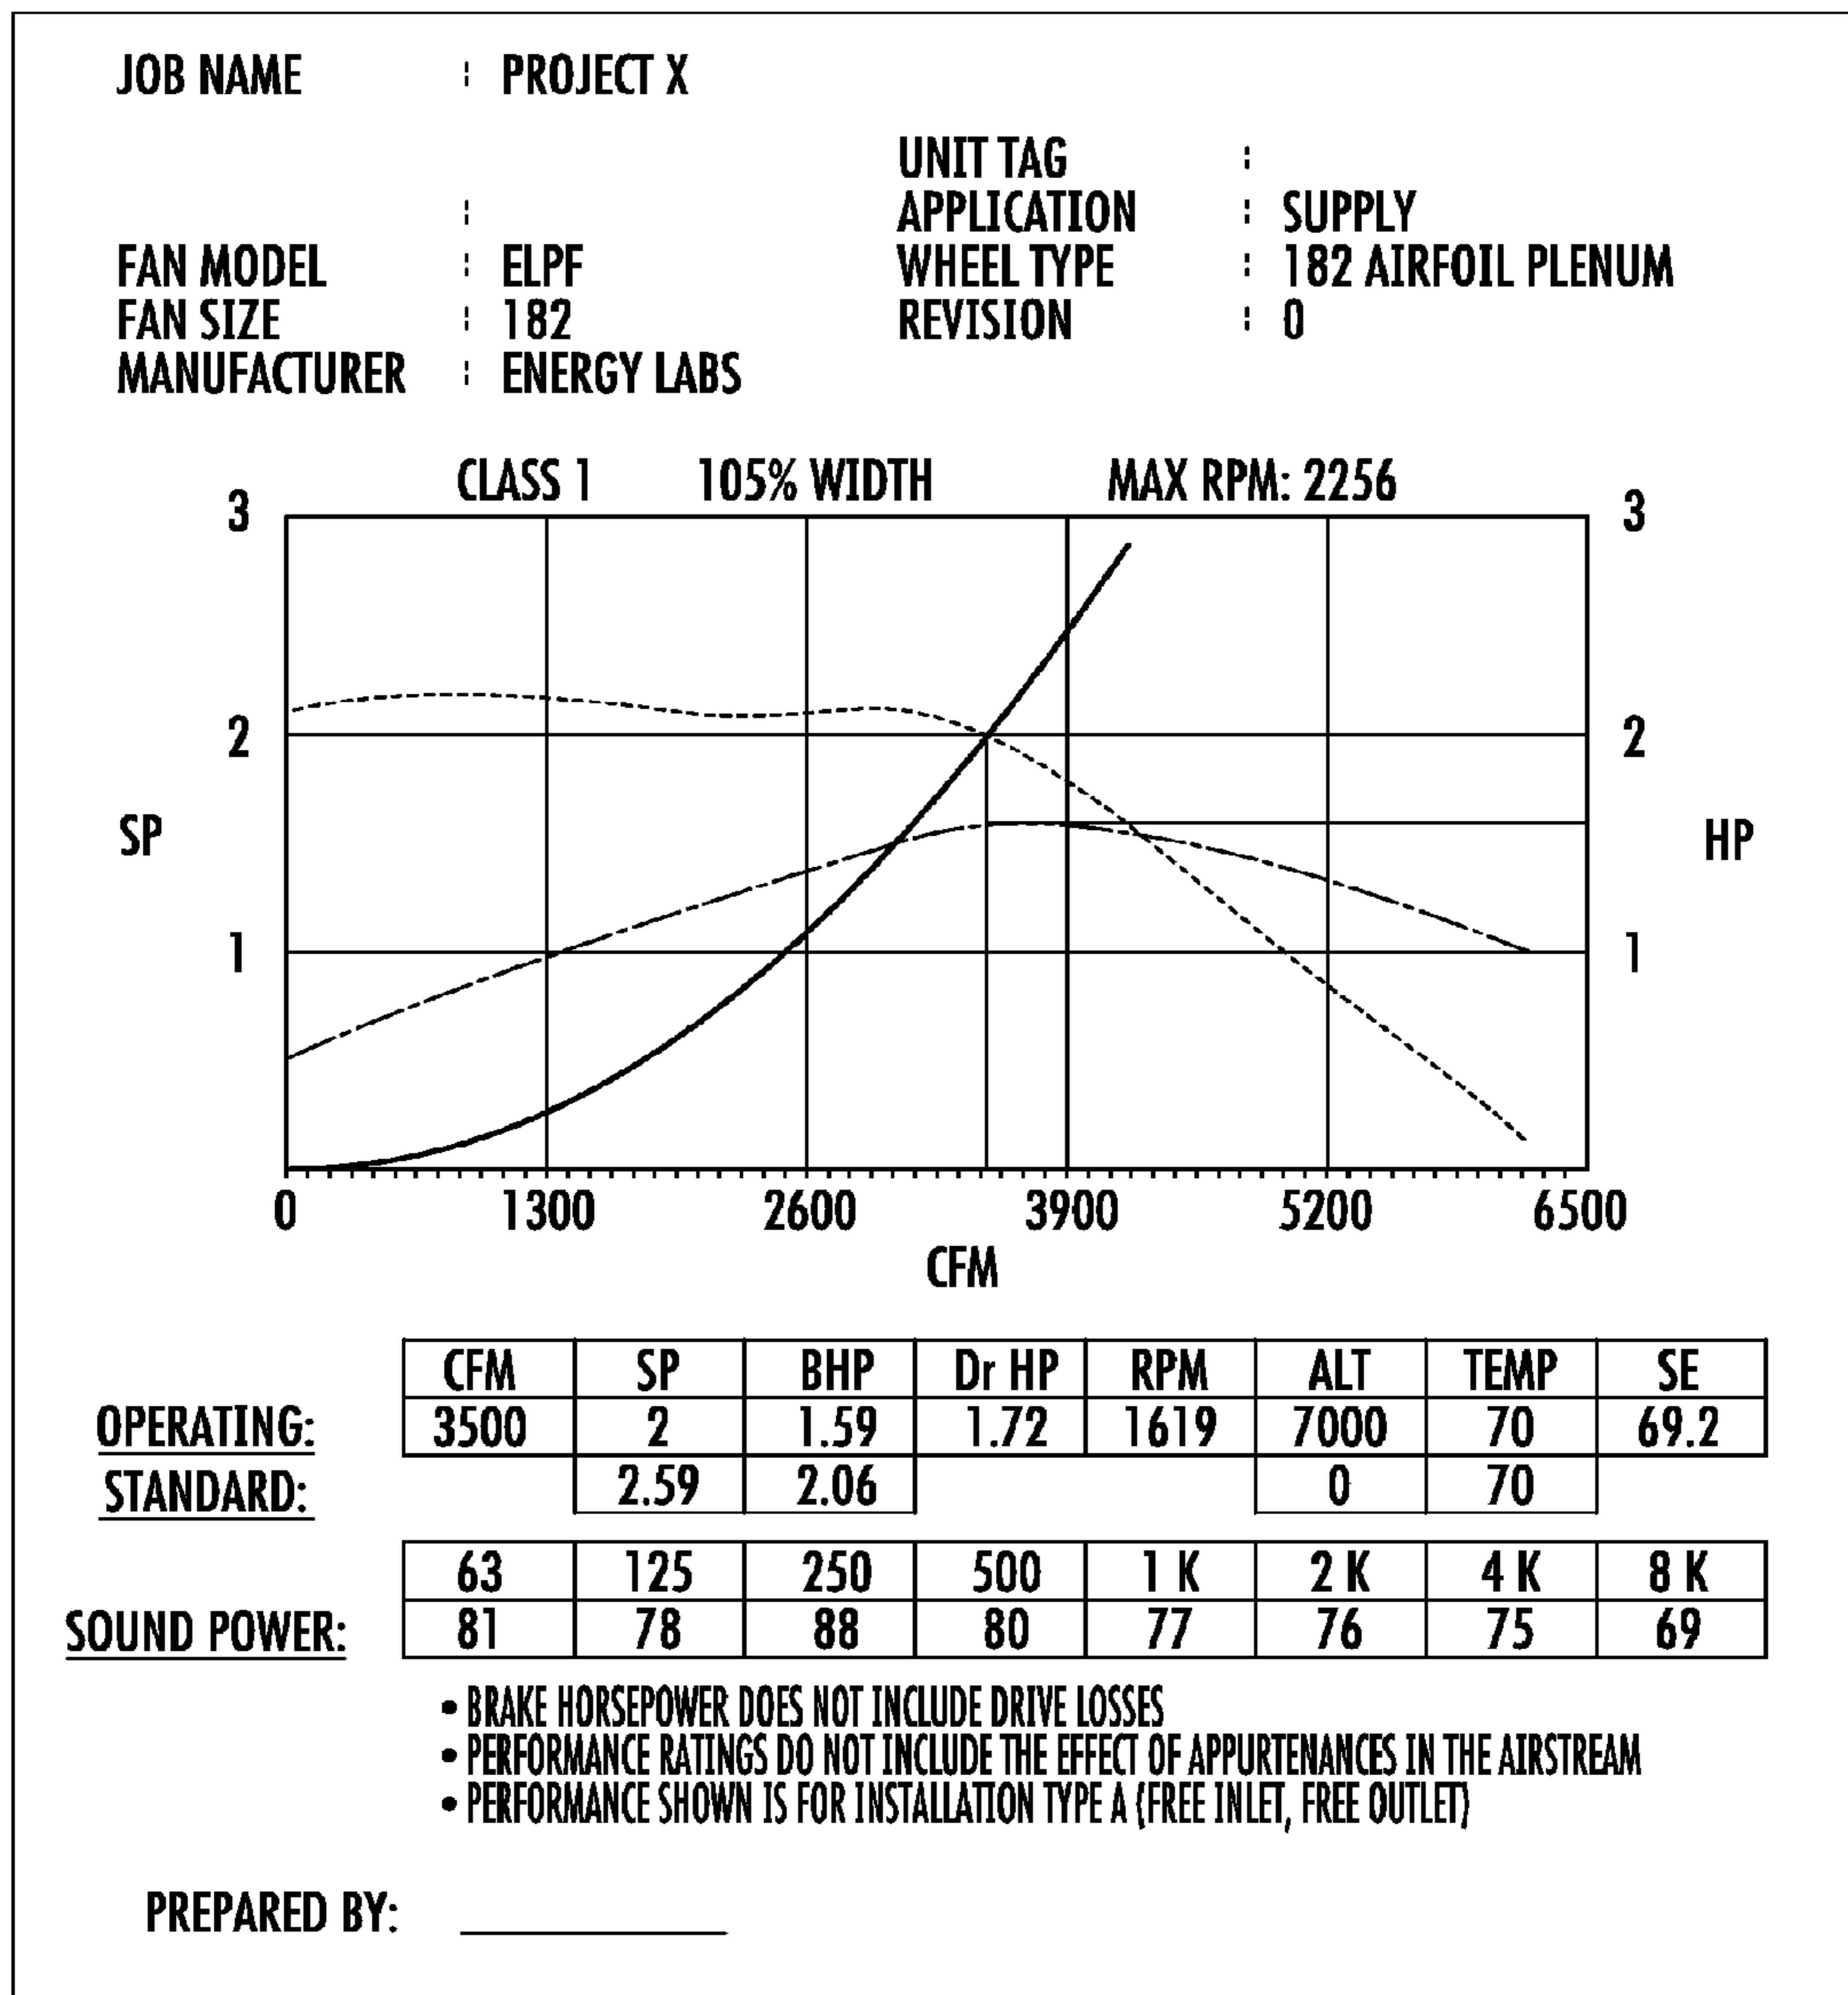 JOB NAME : PROJECT X
UNIT TAG :
: APPLICATION : SUPPLY
FAN MODEL : ELPF WHEEL TYPE : 182 AIRFOIL PLENUM
FAN SIZE : 182 REVISION : 0
MANUFACTURER : ENERGY LABS
CLASS 1 105% WIDTH MAX RPM: 2256
3 3
2 2
SP HP
1 1
0 1300 2600 3900 5200 6500
CFM
CFM SP BHP Dr HP RPM ALT TEMP SE
OPERATING: 3500 2 1.59 1.72 1619 7000 70 69.2
STANDARD: 2.59 2.06 0 70
63 125 250 500 1 K 2 K 4 K 8 K
SOUND POWER: 81 78 88 80 77 76 75 69
• BRAKE HORSEPOWER DOES NOT INCLUDE DRIVE LOSSES
• PERFORMANCE RATINGS DO NOT INCLUDE THE EFFECT OF APPURTENANCES IN THE AIRSTREAM
• PERFORMANCE SHOWN IS FOR INSTALLATION TYPE A (FREE INLET, FREE OUTLET)
PREPARED BY: